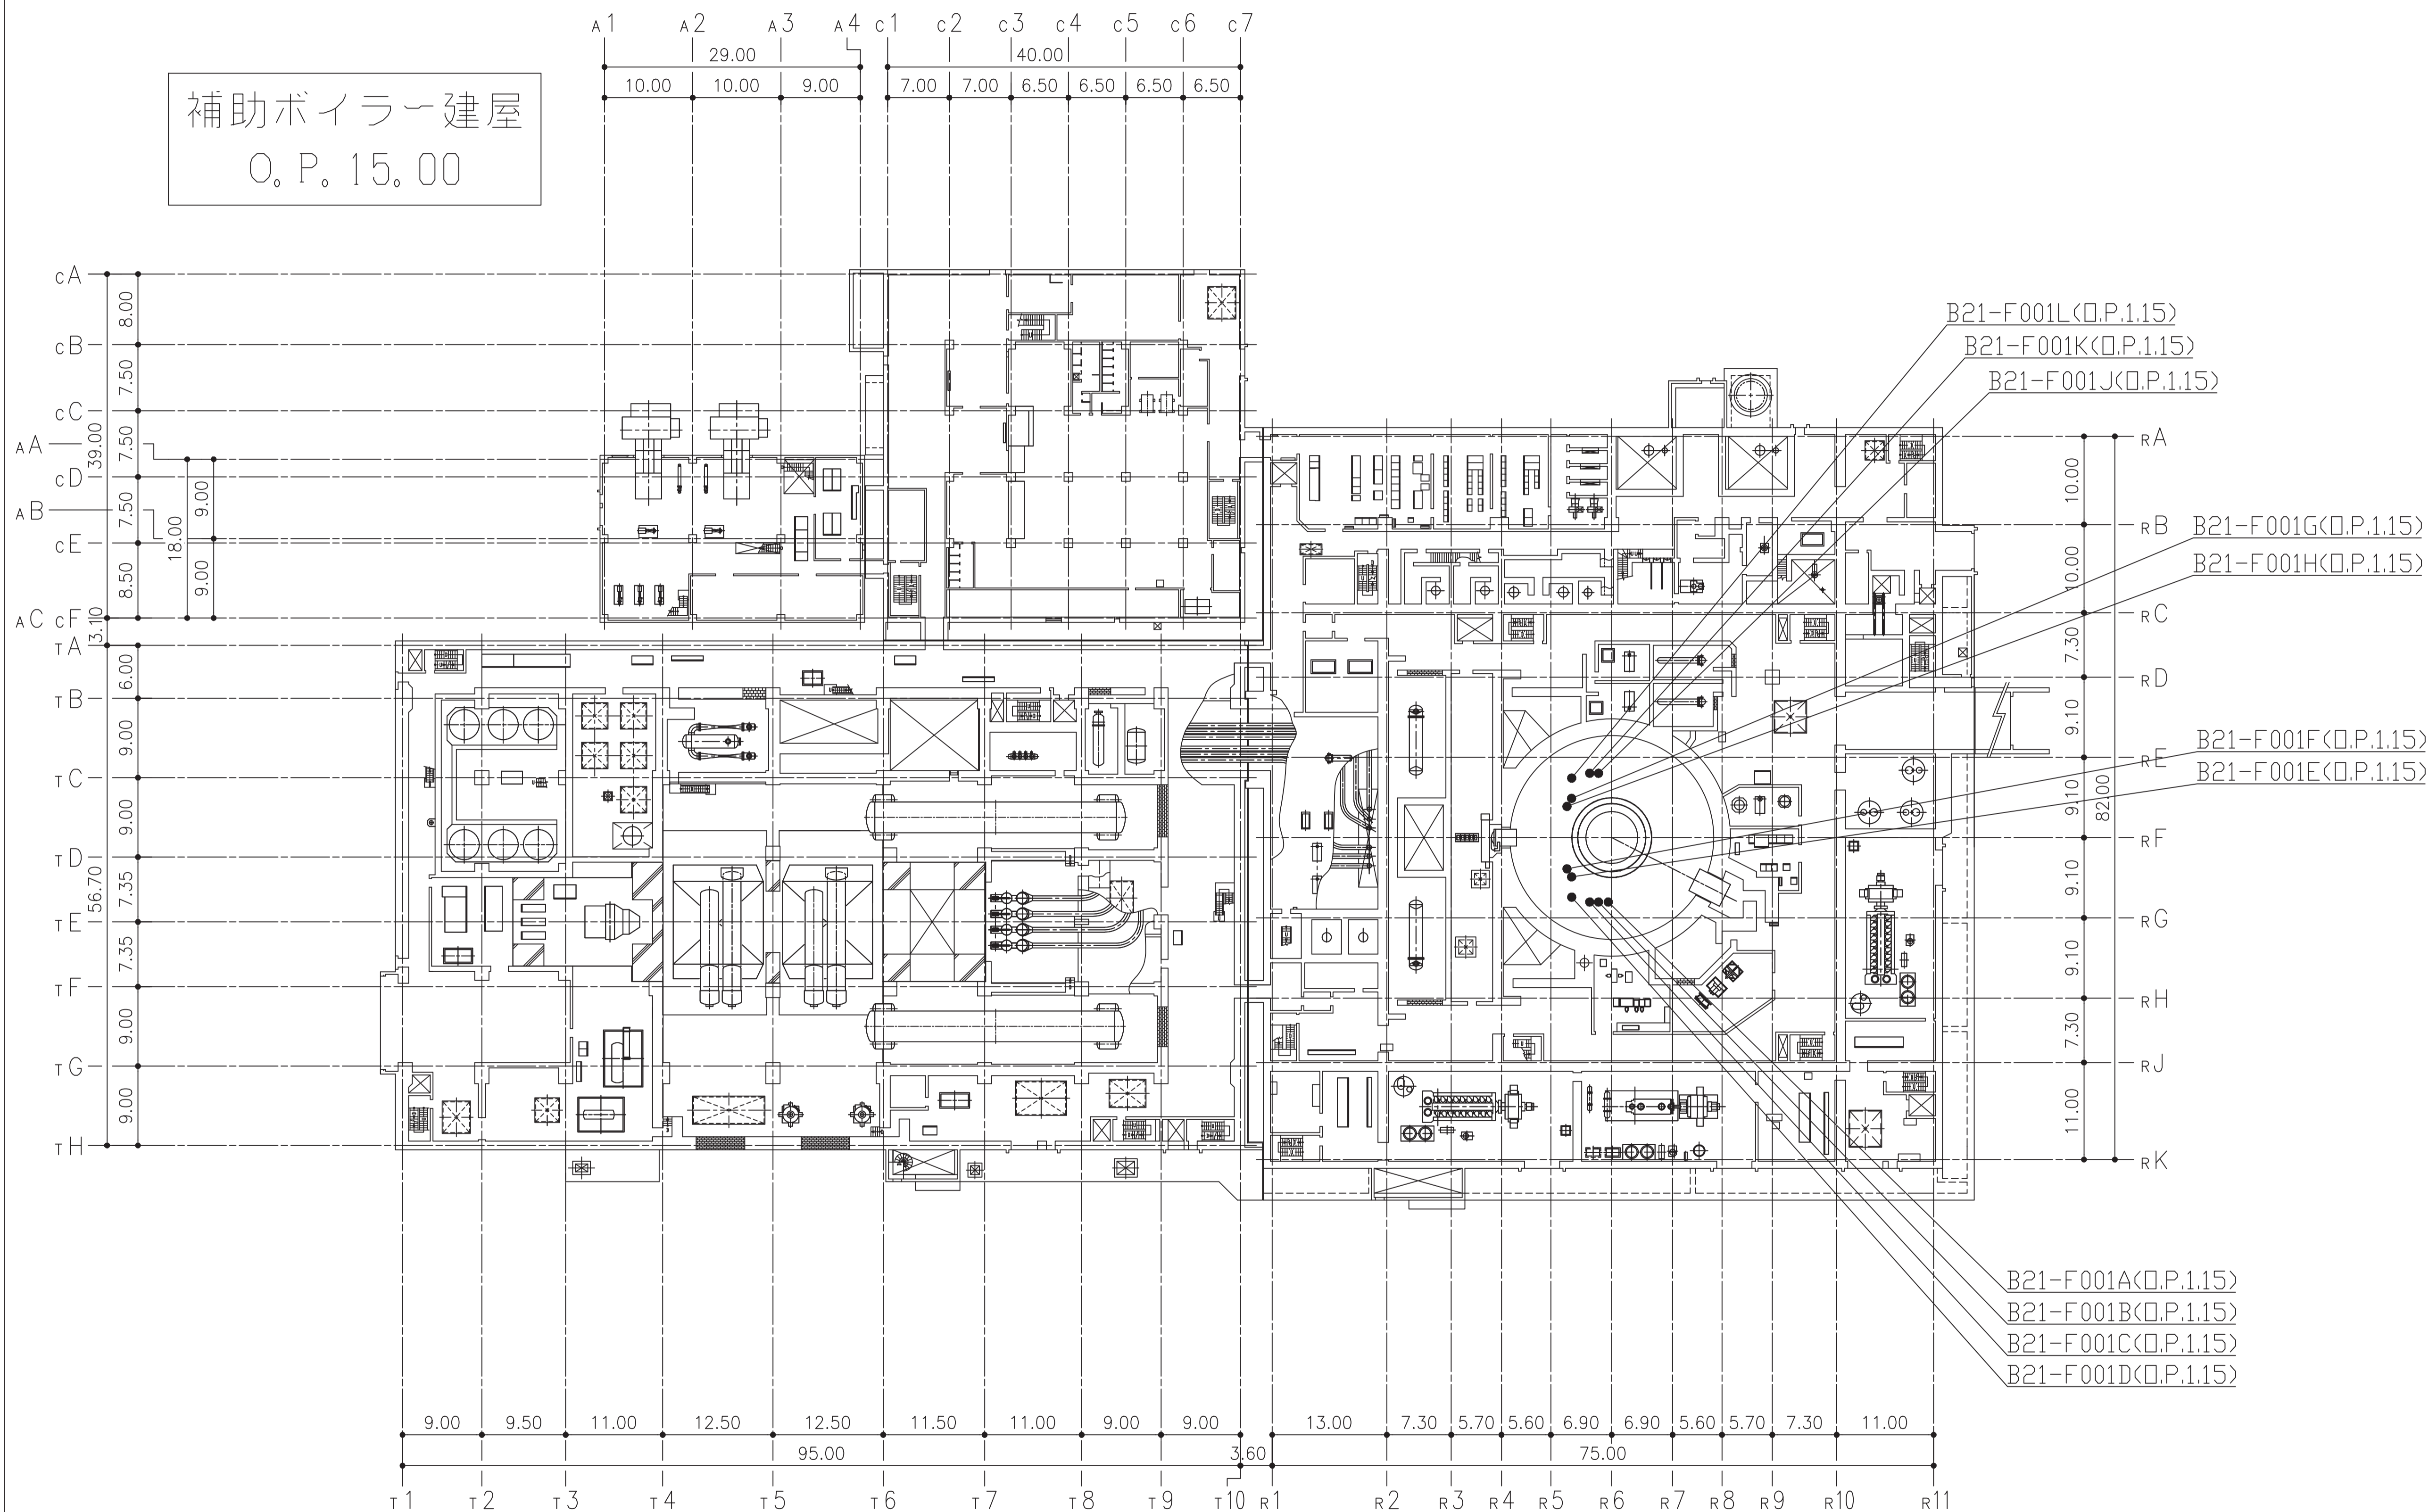 A1 A2 A3 A4 C1 C2 C3 C4 C5 C6 C7
29.00 40.00
10.00 10.00 9.00 7.00 7.00 6.50 6.50 6.50 6.50
補助ボイラー建屋
O.P.15.00
cA
8.00
cB
7.50
cC
AA
39.00
7.50
cD
AB
7.50
9.00
18.00
cE
8.50
9.00
AC cF
3.10
TA
6.00
TB
9.00
TC
9.00
TD
56.70
7.35
TE
7.35
TF
9.00
TG
9.00
TH
B21-F001L(O.P.1.15)
B21-F001K(O.P.1.15)
B21-F001J(O.P.1.15)
RA
10.00
RB
B21-F001G(O.P.1.15)
B21-F001H(O.P.1.15)
10.00
RC
7.30
RD
9.10
B21-F001F(O.P.1.15)
RE
B21-F001E(O.P.1.15)
9.10
82.00
RF
9.10
RG
9.10
RH
7.30
RJ
11.00
RK
B21-F001A(O.P.1.15)
B21-F001B(O.P.1.15)
B21-F001C(O.P.1.15)
B21-F001D(O.P.1.15)
9.00 9.50 11.00 12.50 12.50 11.50 11.00 9.00 9.00 13.00 7.30 5.70 5.60 6.90 6.90 5.60 5.70 7.30 11.00
95.00 3.60 75.00
T1 T2 T3 T4 T5 T6 T7 T8 T9 T10 R1 R2 R3 R4 R5 R6 R7 R8 R9 R10 R11